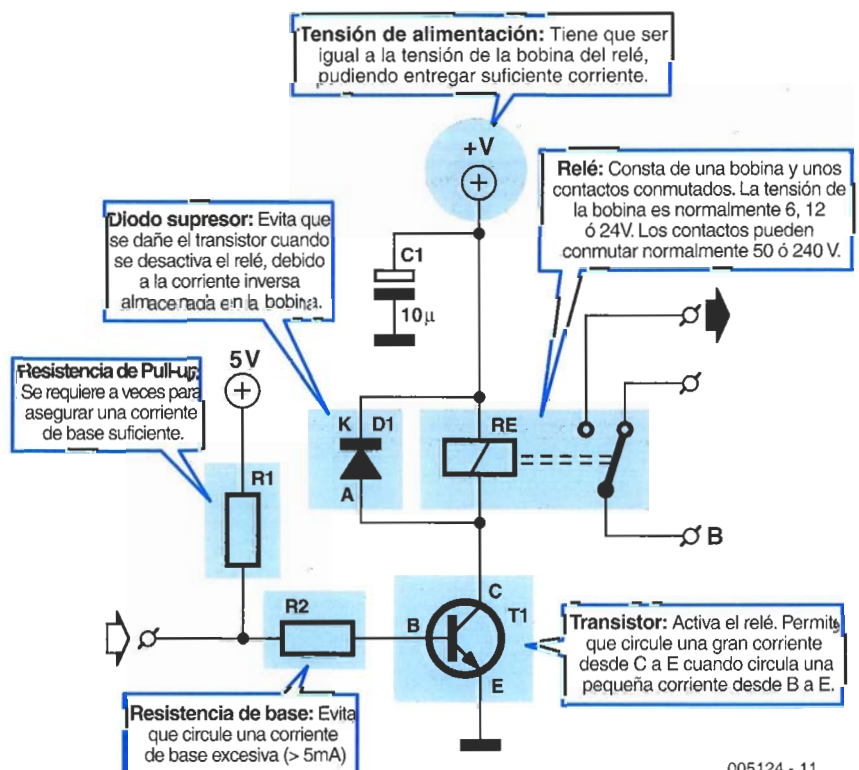 Tensión de alimentación: Tiene que ser
igual a la tensión de la bobina del relé,
pudiendo entregar suficiente corriente.
+V
Relé: Consta de una bobina y unos
contactos conmutados. La tensión de
la bobina es normalmente 6, 12
ó 24V. Los contactos pueden
conmutar normalmente 50 ó 240 V.
Diodo supresor: Evita que
se dañe el transistor cuando
se desactiva el relé, debido
a la corriente inversa
almacenada en la bobina.
C1
10µ
Resistencia de Pull-up:
Se requiere a veces para
asegurar una corriente
de base suficiente.
5V
K D1
A
RE
R1
B
R2
B
C
T1
E
Transistor: Activa el relé. Permite
que circule una gran corriente
desde C a E cuando circula una
pequeña corriente desde B a E.
Resistencia de base: Evita
que circule una corriente
de base excesiva (> 5mA)
005124 - 11